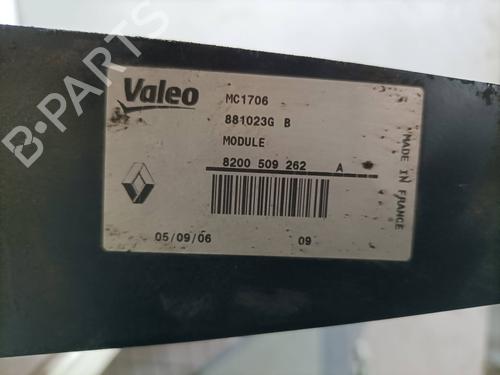 B-PARTS
Valeo
MC1706
881023G B
MODULE
8200 509 262 A
MADE IN FRANCE
05/09/06 09